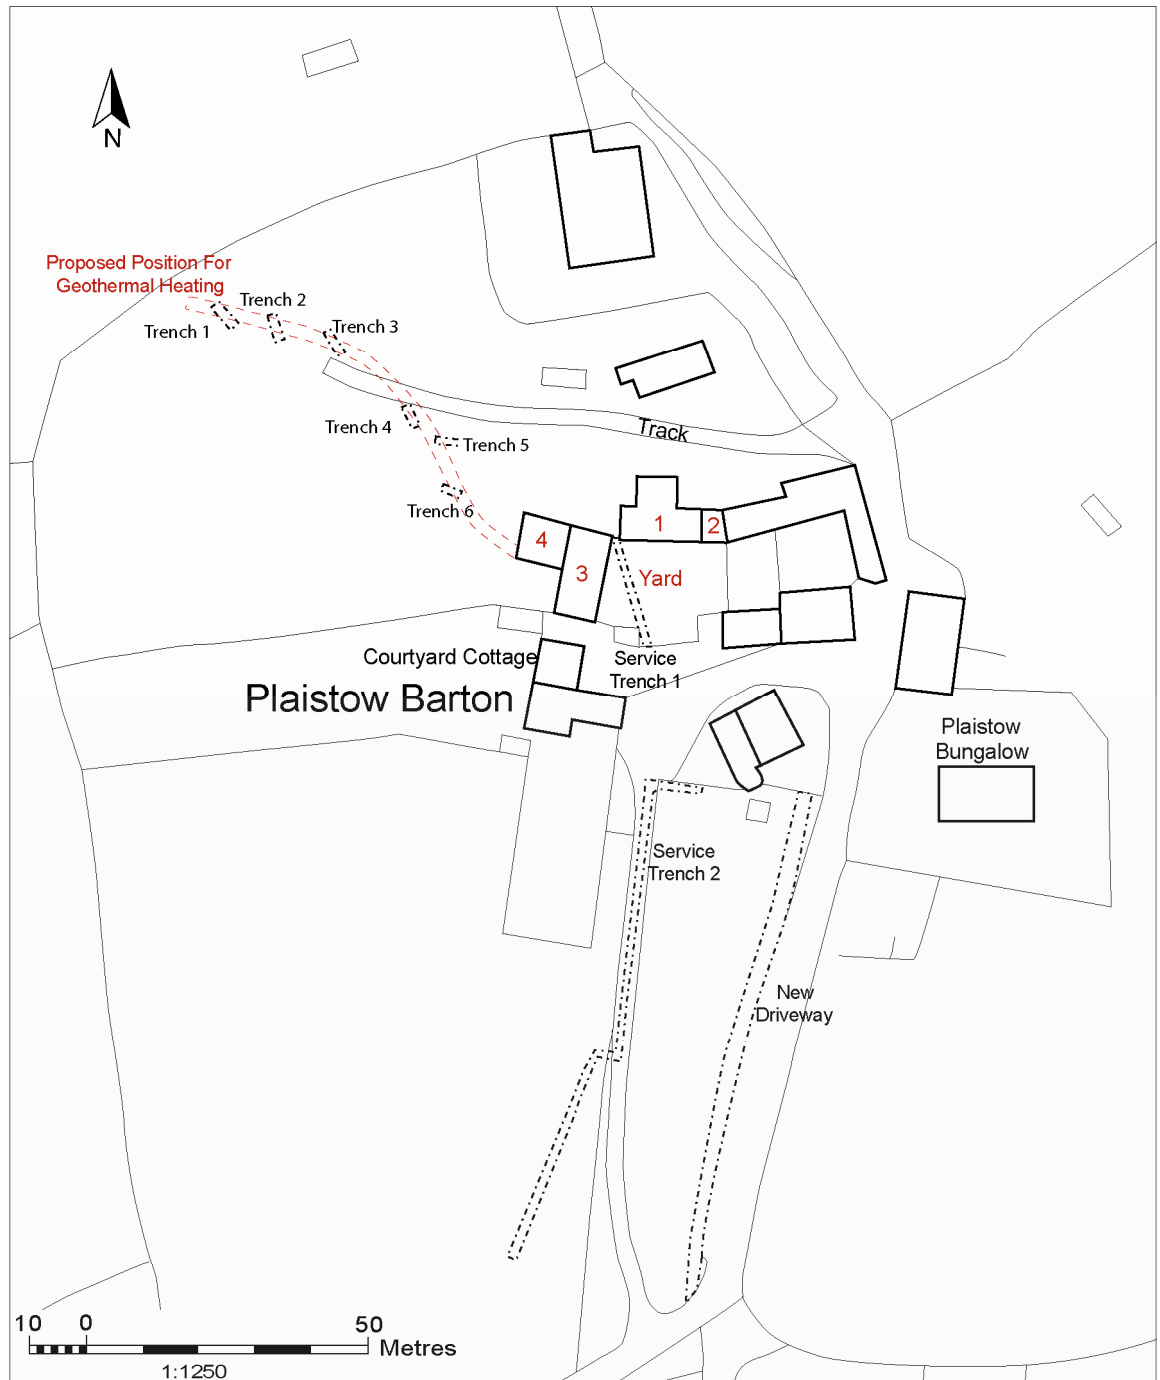 N
Proposed Position For
Geothermal Heating
Trench 2
Trench 1
Trench 3
Trench 4
Track
Trench 5
Trench 6
1
2
4
3
Yard
Courtyard Cottage
Service
Trench 1
Plaistow Barton
Plaistow
Bungalow
Service
Trench 2
New
Driveway
10 0 50
Metres
1:1250